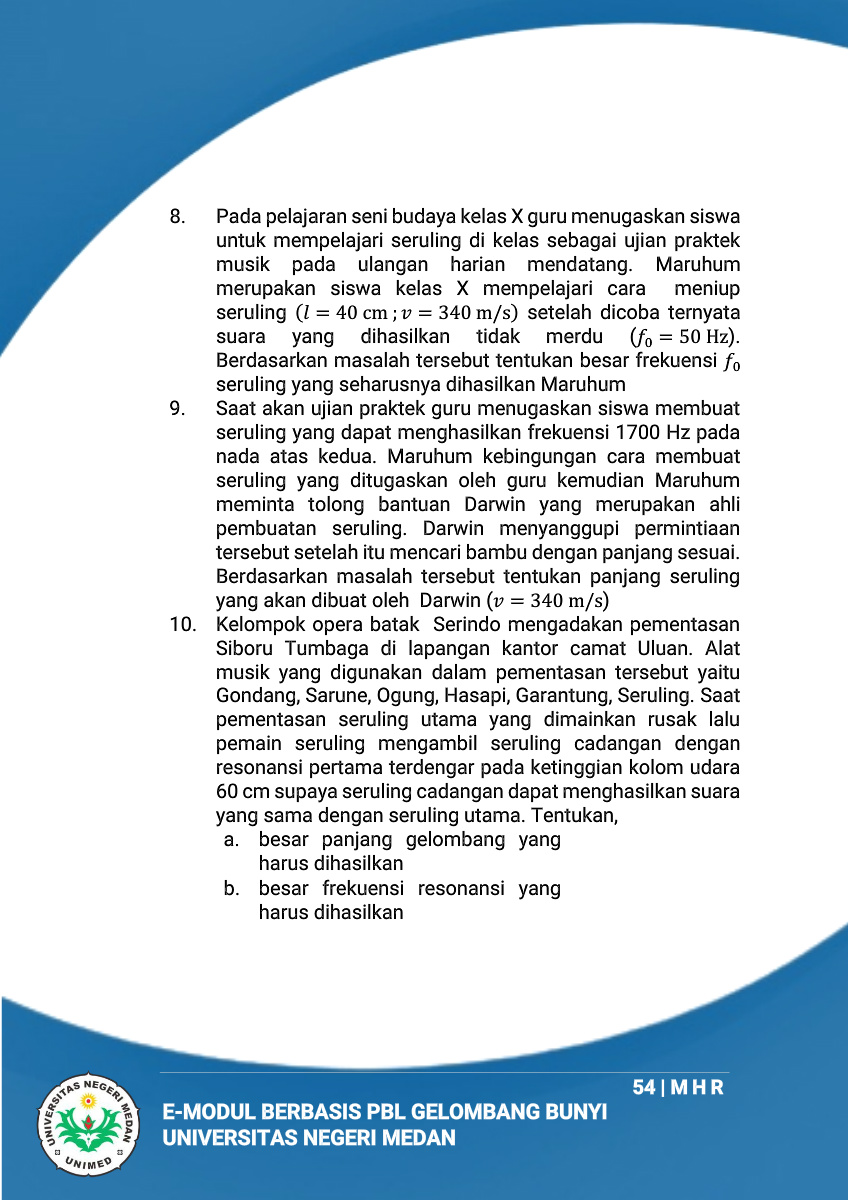 8. Pada pelajaran seni budaya kelas X guru menugaskan siswa
untuk mempelajari seruling di kelas sebagai ujian praktek
musik pada ulangan harian mendatang. Maruhum
merupakan siswa kelas X mempelajari cara meniup
seruling (l = 40 cm ; v = 340 m/s) setelah dicoba ternyata
suara yang dihasilkan tidak merdu (f₀ = 50 Hz).
Berdasarkan masalah tersebut tentukan besar frekuensi f₀
seruling yang seharusnya dihasilkan Maruhum
9. Saat akan ujian praktek guru menugaskan siswa membuat
seruling yang dapat menghasilkan frekuensi 1700 Hz pada
nada atas kedua. Maruhum kebingungan cara membuat
seruling yang ditugaskan oleh guru kemudian Maruhum
meminta tolong bantuan Darwin yang merupakan ahli
pembuatan seruling. Darwin menyanggupi permintiaan
tersebut setelah itu mencari bambu dengan panjang sesuai.
Berdasarkan masalah tersebut tentukan panjang seruling
yang akan dibuat oleh Darwin (v = 340 m/s)
10. Kelompok opera batak Serindo mengadakan pementasan
Siboru Tumbaga di lapangan kantor camat Uluan. Alat
musik yang digunakan dalam pementasan tersebut yaitu
Gondang, Sarune, Ogung, Hasapi, Garantung, Seruling. Saat
pementasan seruling utama yang dimainkan rusak lalu
pemain seruling mengambil seruling cadangan dengan
resonansi pertama terdengar pada ketinggian kolom udara
60 cm supaya seruling cadangan dapat menghasilkan suara
yang sama dengan seruling utama. Tentukan,
a. besar panjang gelombang yang
harus dihasilkan
b. besar frekuensi resonansi yang
harus dihasilkan
54 | M H R
E-MODUL BERBASIS PBL GELOMBANG BUNYI
UNIVERSITAS NEGERI MEDAN
UNIVERSITAS NEGERI MEDAN
UNIMED